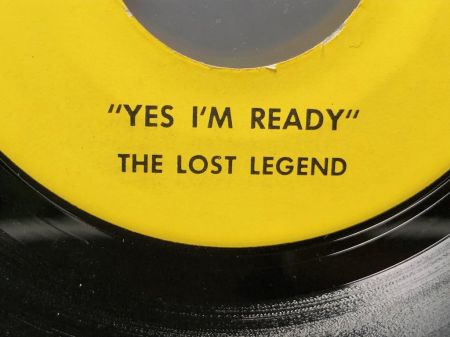 "YES I'M READY"
THE LOST LEGEND